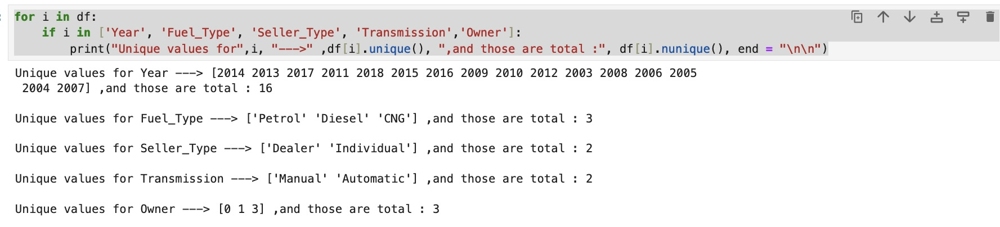 for i in df:
    if i in ['Year', 'Fuel_Type', 'Seller_Type', 'Transmission','Owner']:
        print("Unique values for",i, "--->" ,df[i].unique(), ",and those are total :", df[i].nunique(), end = "\n\n")
Unique values for Year ---> [2014 2013 2017 2011 2018 2015 2016 2009 2010 2012 2003 2008 2006 2005
 2004 2007] ,and those are total : 16
Unique values for Fuel_Type ---> ['Petrol' 'Diesel' 'CNG'] ,and those are total : 3
Unique values for Seller_Type ---> ['Dealer' 'Individual'] ,and those are total : 2
Unique values for Transmission ---> ['Manual' 'Automatic'] ,and those are total : 2
Unique values for Owner ---> [0 1 3] ,and those are total : 3